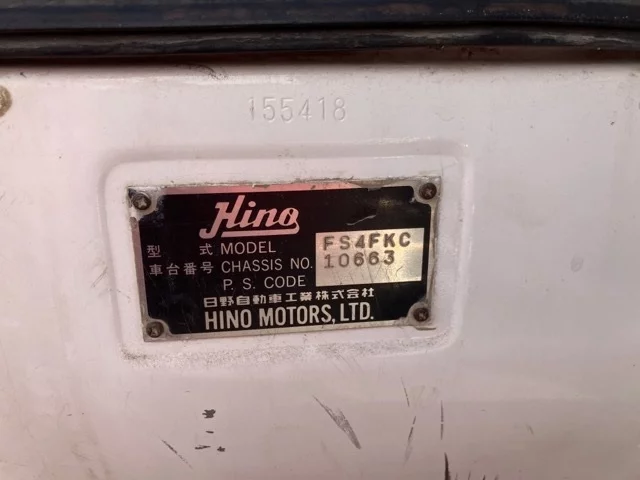 155418
Hino
型 式 MODEL FS4FKC
車台番号 CHASSIS NO. 10663
P. S. CODE
日野自動車工業株式会社
HINO MOTORS, LTD.